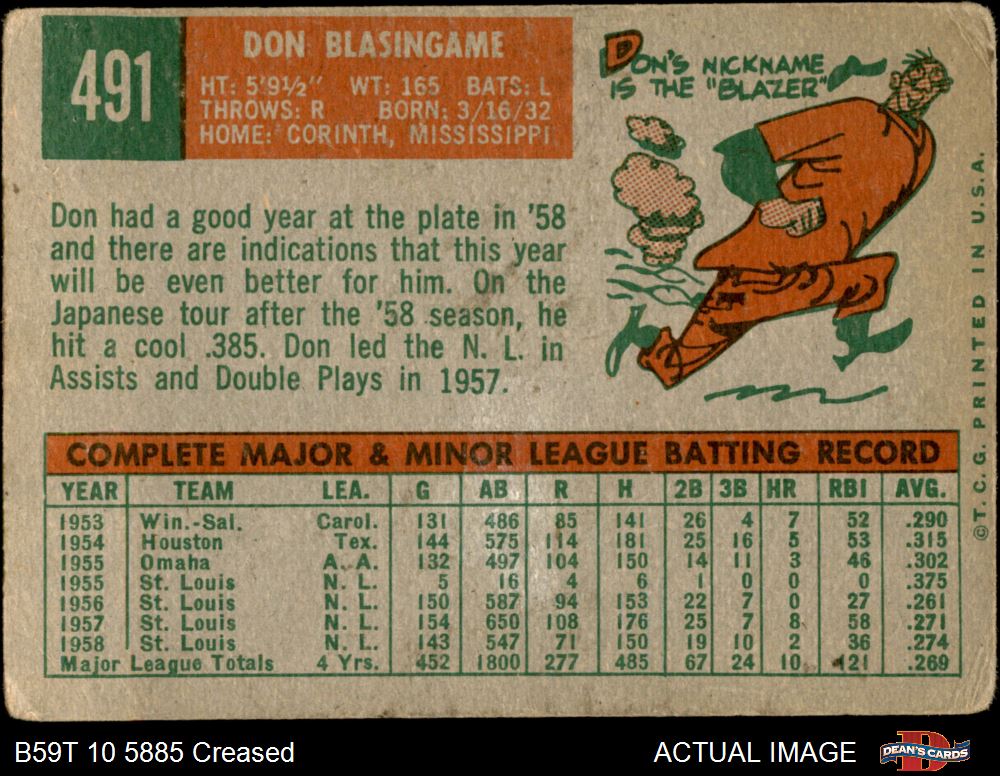 491
DON BLASINGAME
HT: 5'9½" WT: 165 BATS: L
THROWS: R BORN: 3/16/32
HOME: CORINTH, MISSISSIPPI
DON'S NICKNAME
IS THE "BLAZER"
Don had a good year at the plate in '58
and there are indications that this year
will be even better for him. On the
Japanese tour after the '58 season, he
hit a cool .385. Don led the N. L. in
Assists and Double Plays in 1957.
COMPLETE MAJOR & MINOR LEAGUE BATTING RECORD
YEAR TEAM LEA. G AB R H 2B 3B HR RBI AVG.
1953 Win.-Sal. Carol. 131 486 85 141 26 4 7 52 .290
1954 Houston Tex. 144 575 114 181 25 16 5 53 .315
1955 Omaha A. A. 132 497 104 150 14 11 3 46 .302
1955 St. Louis N. L. 5 16 4 6 1 0 0 0 .375
1956 St. Louis N. L. 150 587 94 153 22 7 0 27 .261
1957 St. Louis N. L. 154 650 108 176 25 7 8 58 .271
1958 St. Louis N. L. 143 547 71 150 19 10 2 36 .274
Major League Totals 4 Yrs. 452 1800 277 485 67 24 10 121 .269
© T. C. G. PRINTED IN U.S.A.
B59T 10 5885 Creased
ACTUAL IMAGE
DEAN'S CARDS